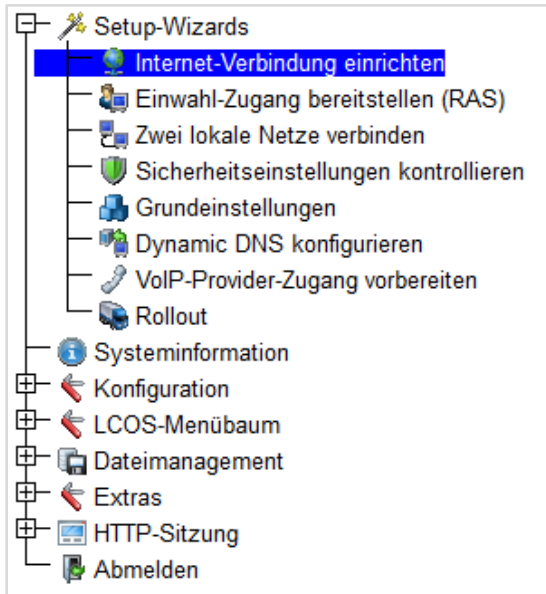 Setup-Wizards
Internet-Verbindung einrichten
Einwahl-Zugang bereitstellen (RAS)
Zwei lokale Netze verbinden
Sicherheitseinstellungen kontrollieren
Grundeinstellungen
Dynamic DNS konfigurieren
VoIP-Provider-Zugang vorbereiten
Rollout
Systeminformation
Konfiguration
LCOS-Menübaum
Dateimanagement
Extras
HTTP-Sitzung
Abmelden